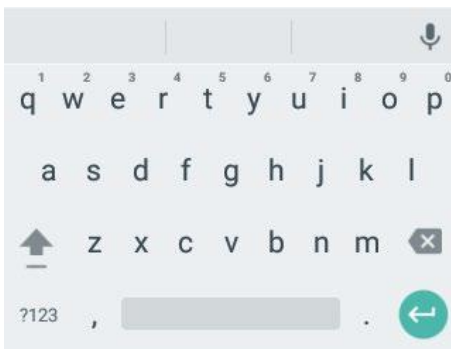 1 2 3 4 5 6 7 8 9 0
q w e r t y u i o p
a s d f g h j k l
z x c v b n m
?123 , .